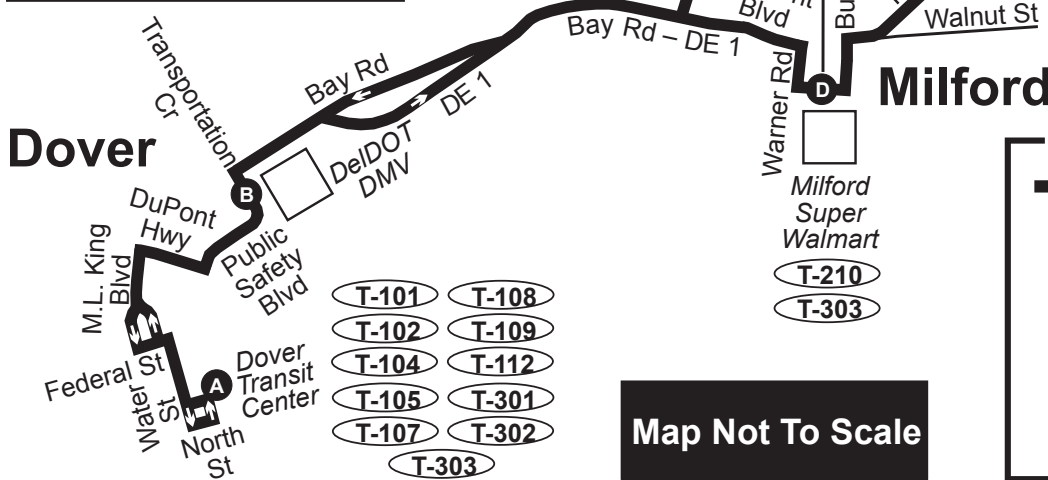 Blvd
Bu
Walnut St
Bay Rd – DE 1
Transportation
Cr
Bay Rd
DE 1
Warner Rd
D
Milford
Dover
DelDOT
DMV
B
DuPont
Hwy
Public
Safety
Blvd
M.L. King
Blvd
Milford
Super
Walmart
T-210
T-303
T-101
T-108
T-102
T-109
T-104
T-112
T-105
T-301
T-107
T-302
T-303
Federal St
Water
St
A
Dover
Transit
Center
North
St
Map Not To Scale